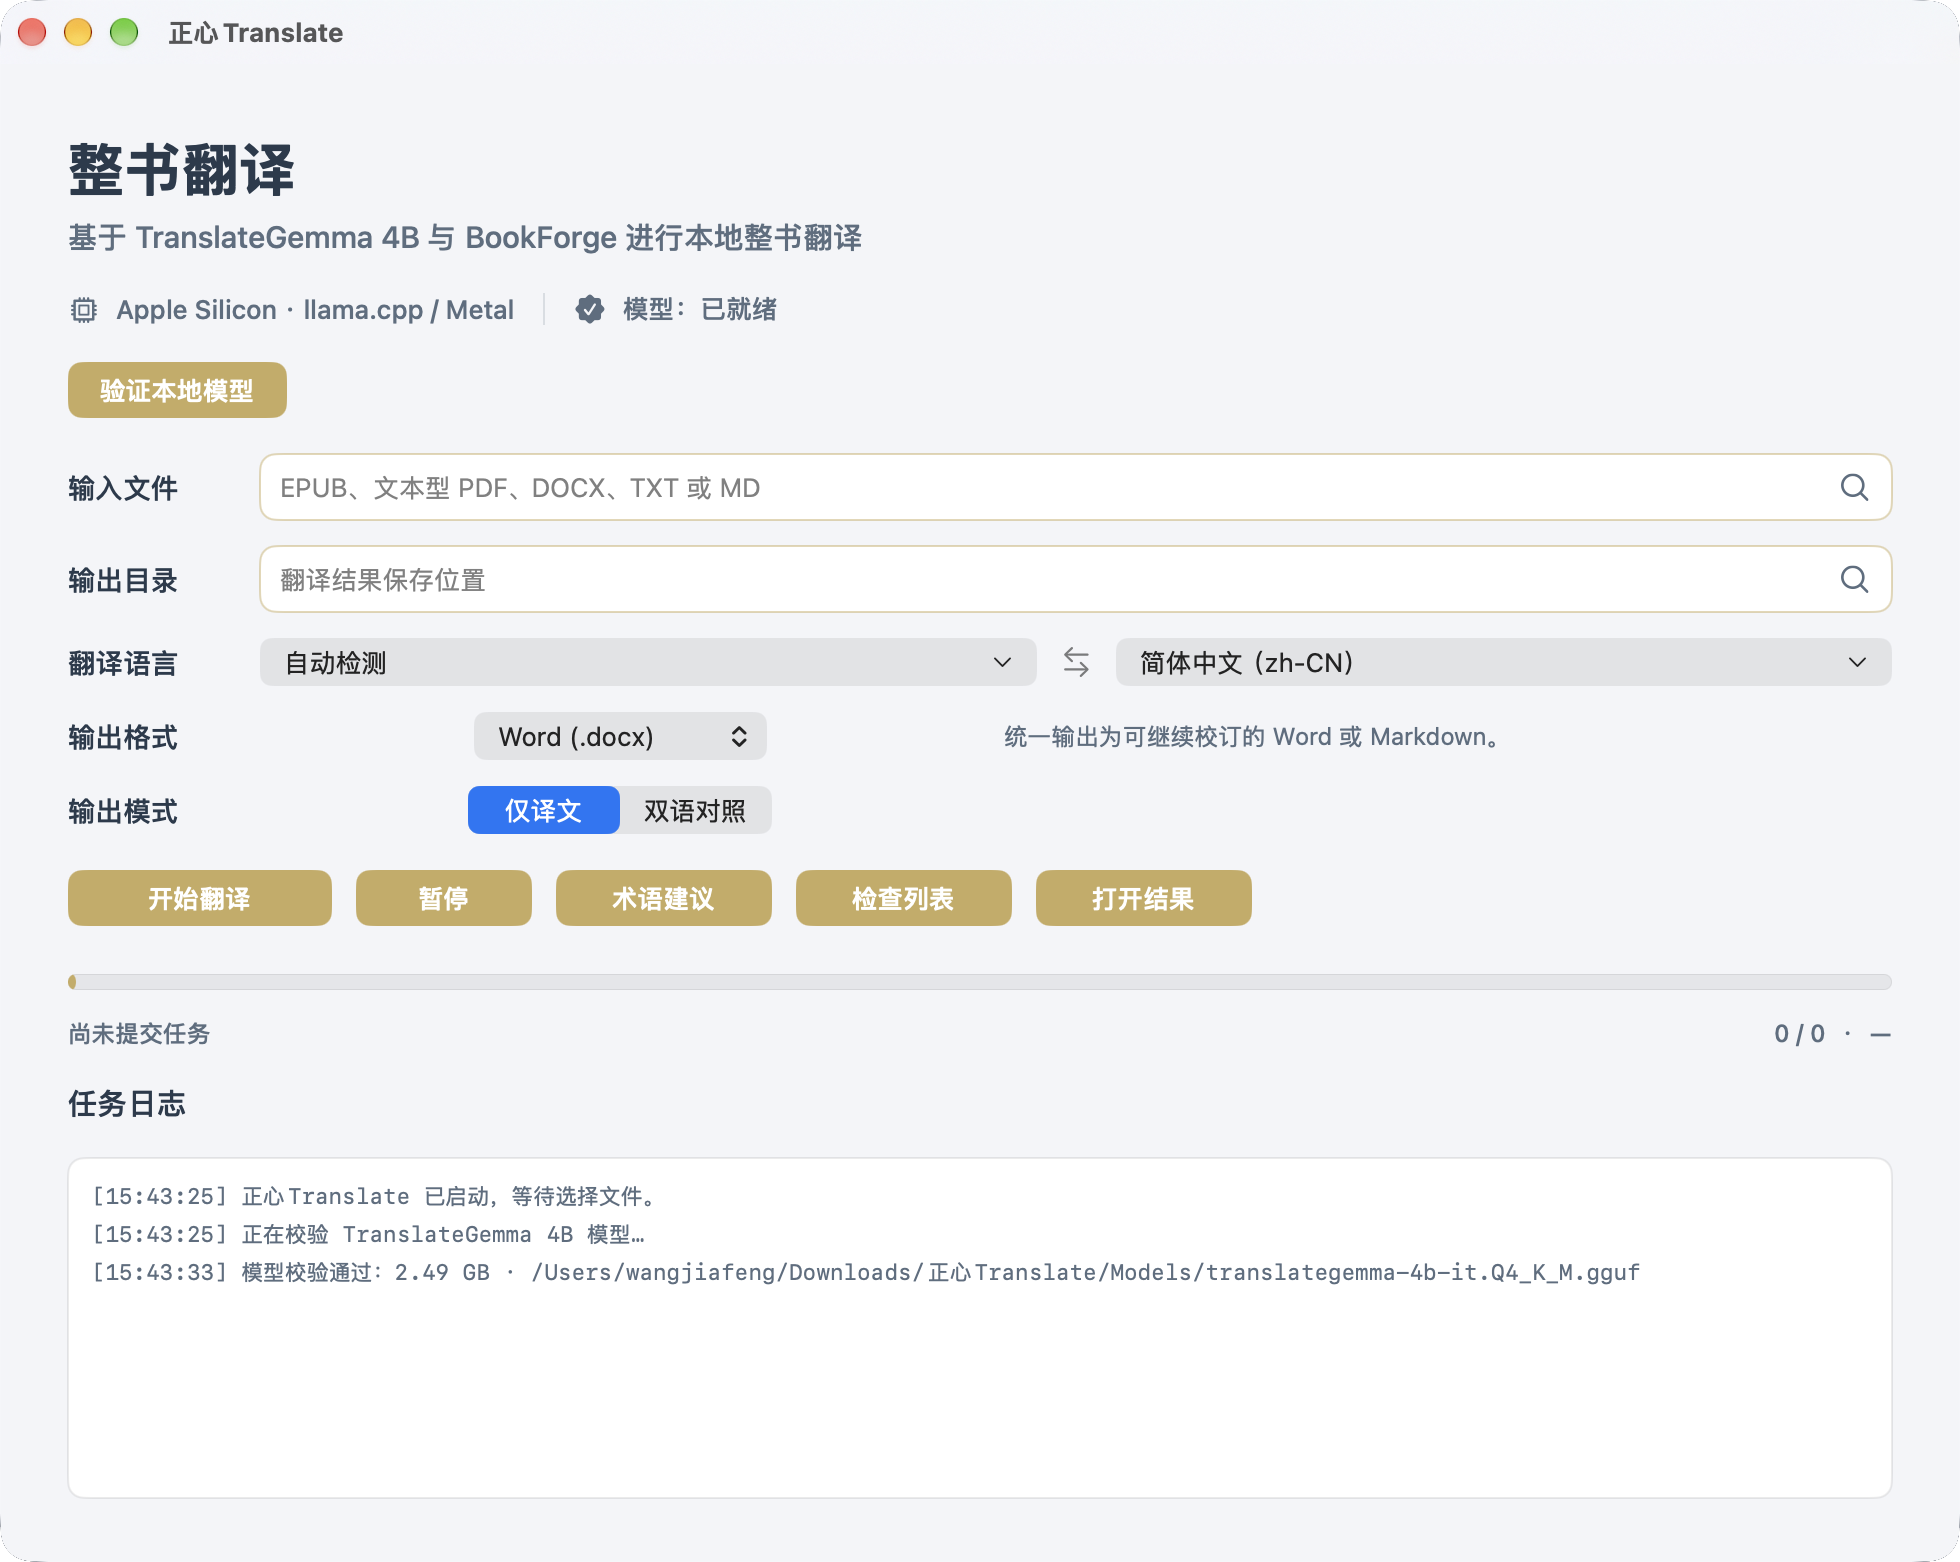 正心Translate
整书翻译
基于 TranslateGemma 4B 与 BookForge 进行本地整书翻译
Apple Silicon · llama.cpp / Metal
模型：已就绪
验证本地模型
输入文件
EPUB、文本型 PDF、DOCX、TXT 或 MD
输出目录
翻译结果保存位置
翻译语言
自动检测
简体中文 (zh-CN)
输出格式
Word (.docx)
统一输出为可继续校订的 Word 或 Markdown。
输出模式
仅译文
双语对照
开始翻译
暂停
术语建议
检查列表
打开结果
尚未提交任务
0 / 0 · —
任务日志
[15:43:25] 正心Translate 已启动，等待选择文件。
[15:43:25] 正在校验 TranslateGemma 4B 模型…
[15:43:33] 模型校验通过：2.49 GB · /Users/wangjiafeng/Downloads/正心Translate/Models/translategemma-4b-it.Q4_K_M.gguf